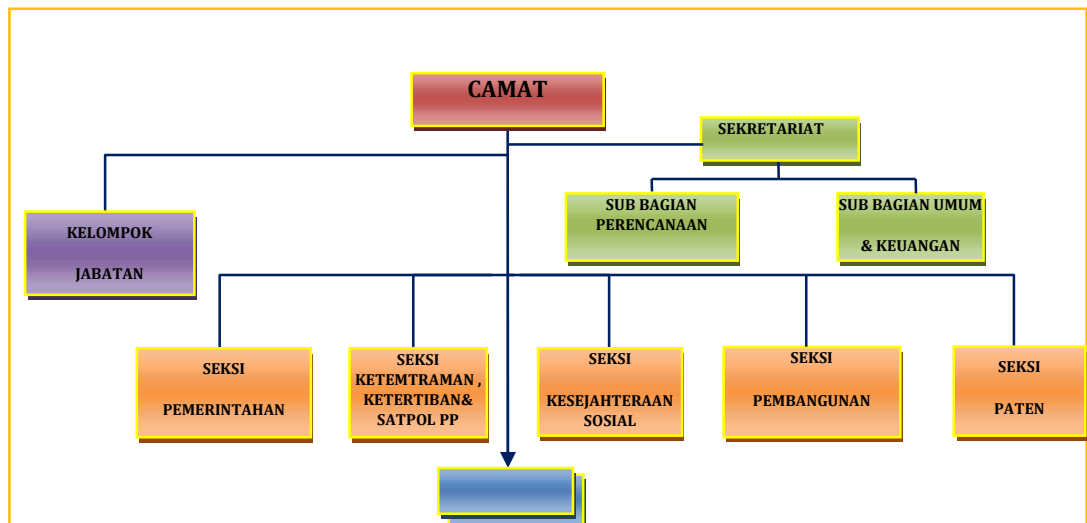 CAMAT
SEKRETARIAT
SUB BAGIAN
PERENCANAAN
SUB BAGIAN UMUM
& KEUANGAN
KELOMPOK
JABATAN
SEKSI
PEMERINTAHAN
SEKSI
KETEMTRAMAN ,
KETERTIBAN&
SATPOL PP
SEKSI
KESEJAHTERAAN
SOSIAL
SEKSI
PEMBANGUNAN
SEKSI
PATEN